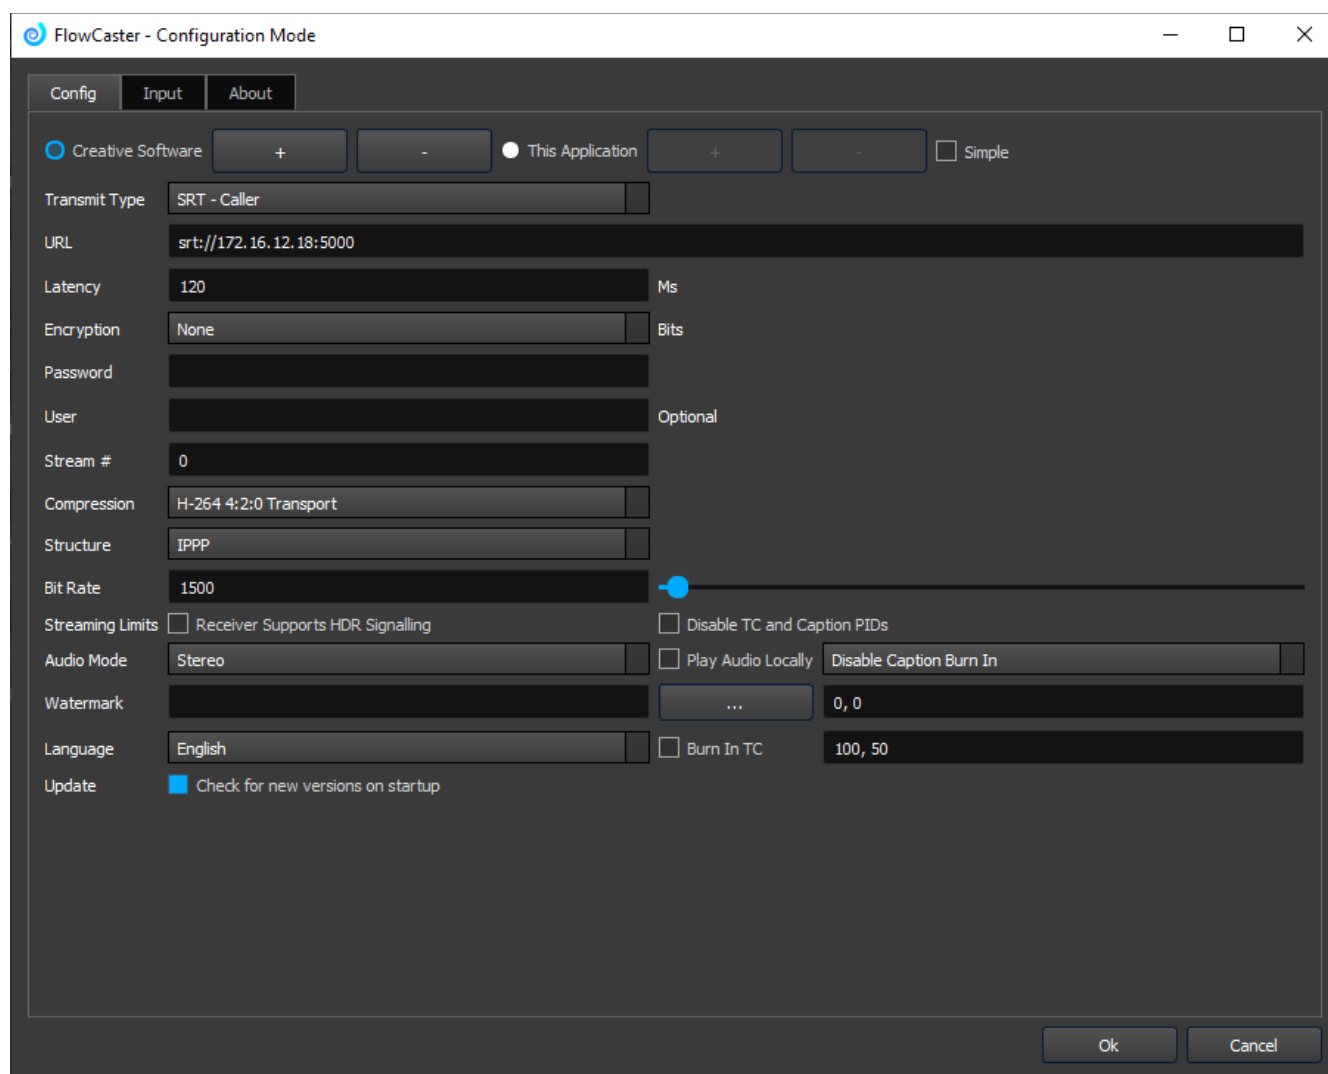 FlowCaster - Configuration Mode
Config Input About
Creative Software + - This Application + - Simple
Transmit Type SRT - Caller
URL srt://172.16.12.18:5000
Latency 120 Ms
Encryption None Bits
Password
User Optional
Stream # 0
Compression H-264 4:2:0 Transport
Structure IPPP
Bit Rate 1500
Streaming Limits Receiver Supports HDR Signalling Disable TC and Caption PIDs
Audio Mode Stereo Play Audio Locally Disable Caption Burn In
Watermark ... 0, 0
Language English Burn In TC 100, 50
Update Check for new versions on startup
Ok Cancel